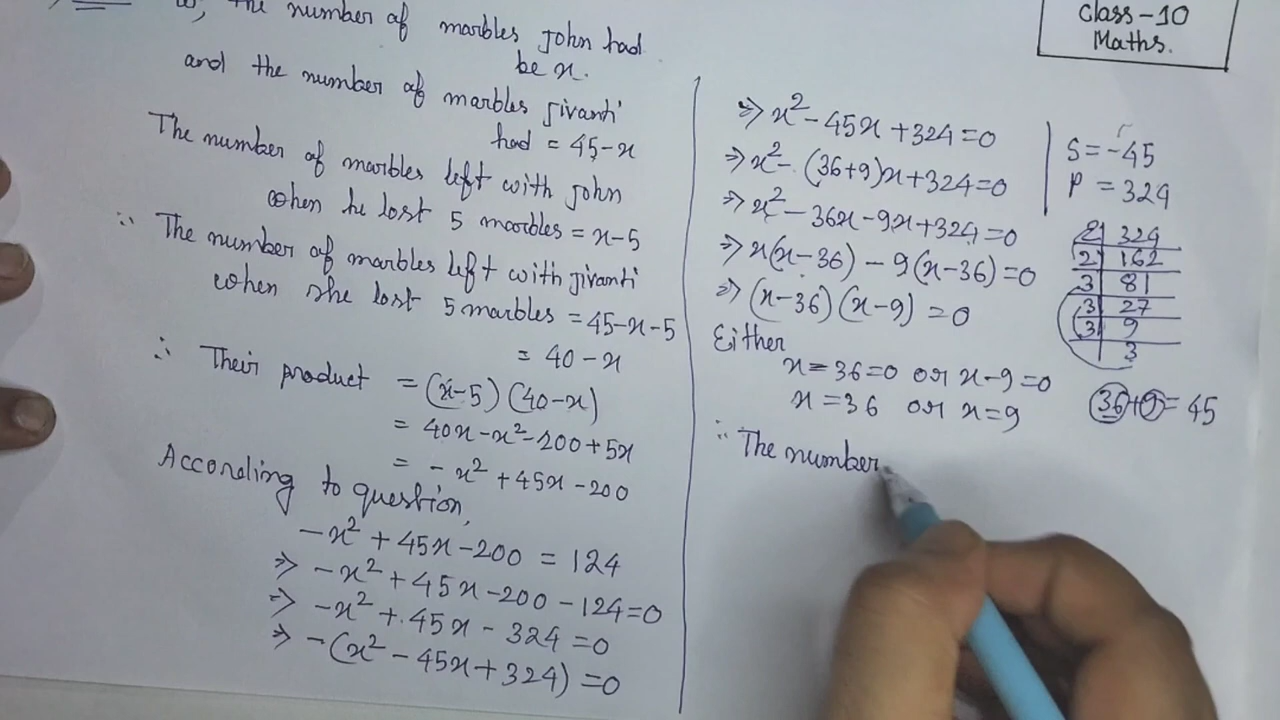 the number of marbles john had
be x.
and the number of marbles jivanti
had = 45-x
The number of marbles left with john
when he lost 5 marbles = x-5
∵ The number of marbles left with jivanti
when she lost 5 marbles = 45-x-5
= 40-x
∴ Their product = (x-5) (40-x)
= 40x-x²-200+5x
= -x²+45x-200
According to question,
-x²+45x-200 = 124
⇒ -x²+45x-200-124=0
⇒ -x²+45x-324=0
⇒ -(x²-45x+324)=0
class-10
Maths.
⇒ x²-45x+324=0
⇒ x²-(36+9)x+324=0
⇒ x²-36x-9x+324=0
⇒ x(x-36)-9(x-36)=0
⇒ (x-36)(x-9)=0
Either
x-36=0 or x-9=0
x=36 or x=9
∵ The number
S=-45
P=324
2 324
2 162
3 81
3 27
3 9
3
36+9=45